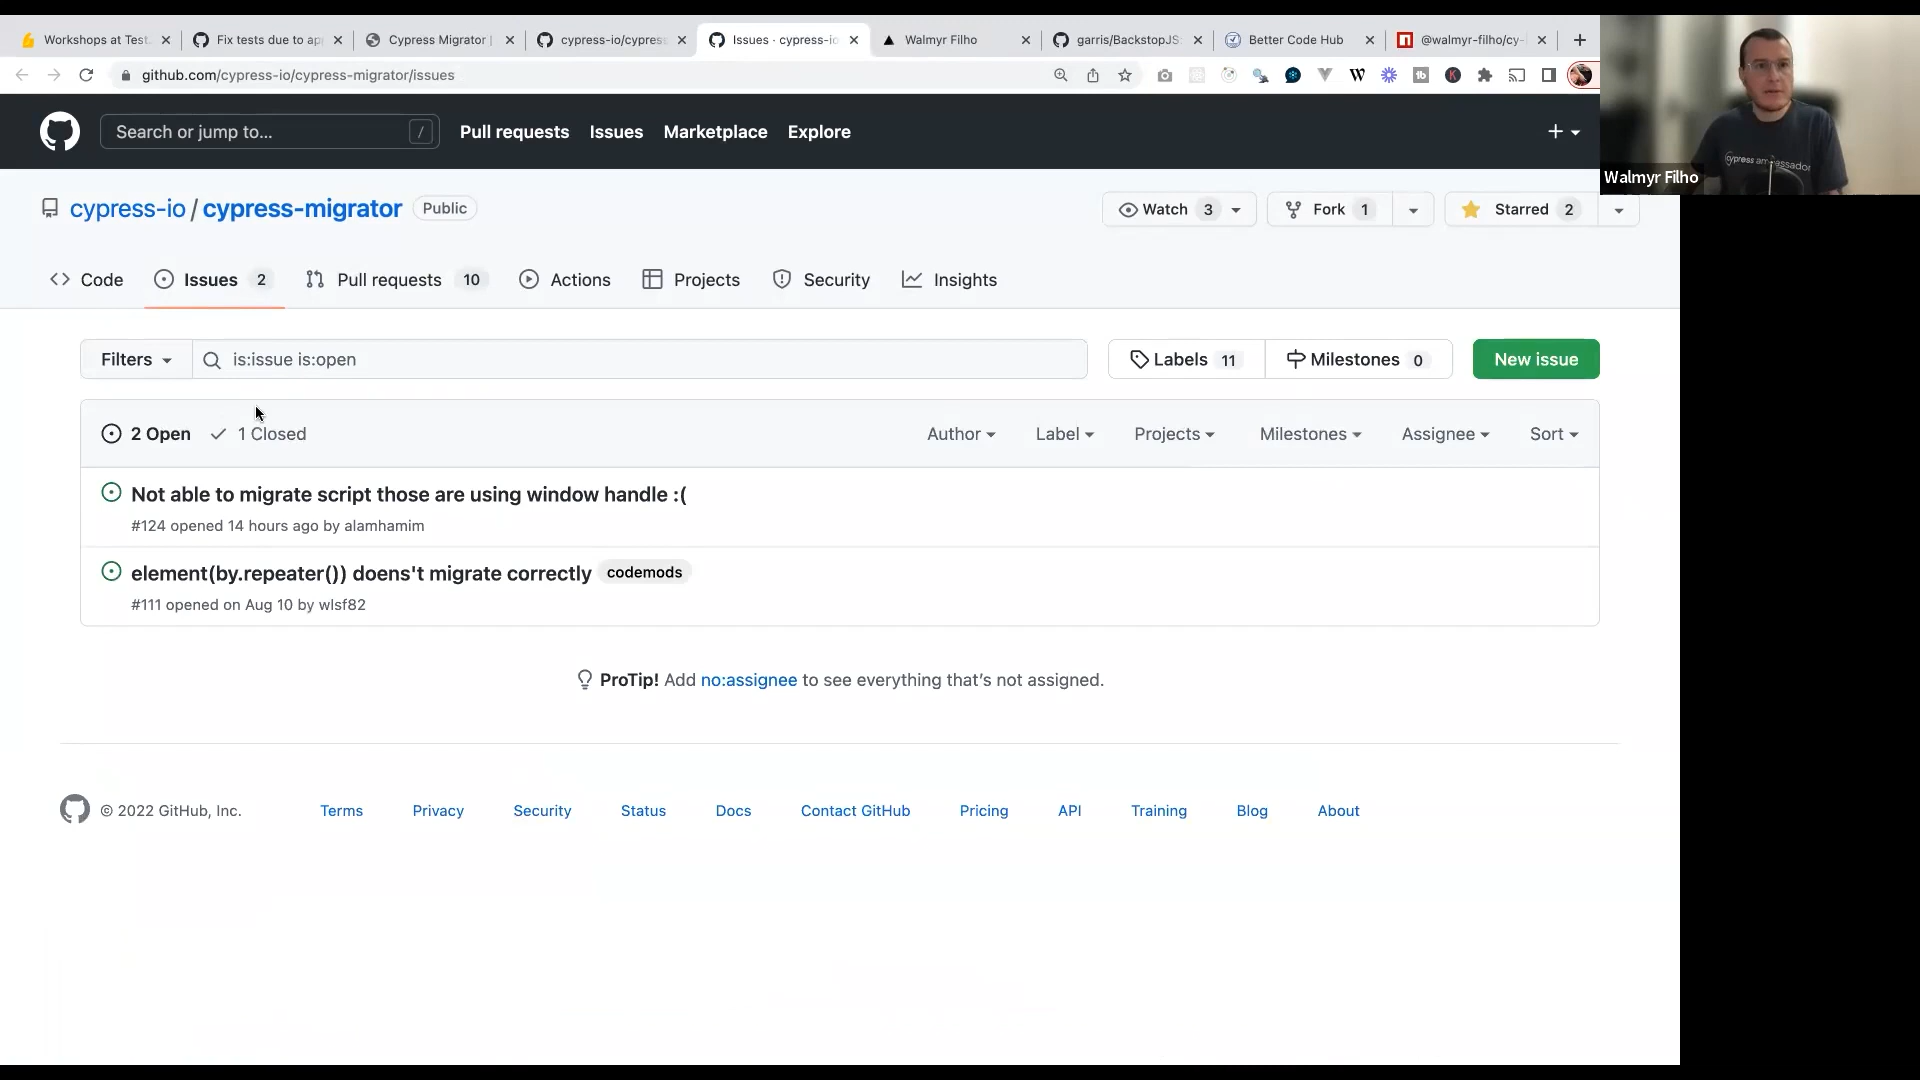 Workshops at Test
Fix tests due to ap
Cypress Migrator |
cypress-io/cypres
Issues · cypress-io
Walmyr Filho
garris/BackstopJS:
Better Code Hub
@walmyr-filho/cy-
github.com/cypress-io/cypress-migrator/issues
Search or jump to...
/
Pull requests
Issues
Marketplace
Explore
cypress ambassador
Walmyr Filho
cypress-io / cypress-migrator
Public
Watch 3
Fork 1
Starred 2
Code
Issues 2
Pull requests 10
Actions
Projects
Security
Insights
Filters
is:issue is:open
Labels 11
Milestones 0
New issue
2 Open
1 Closed
Author
Label
Projects
Milestones
Assignee
Sort
Not able to migrate script those are using window handle :(
#124 opened 14 hours ago by alamhamim
element(by.repeater()) doens't migrate correctly codemods
#111 opened on Aug 10 by wlsf82
ProTip! Add no:assignee to see everything that's not assigned.
© 2022 GitHub, Inc.
Terms
Privacy
Security
Status
Docs
Contact GitHub
Pricing
API
Training
Blog
About